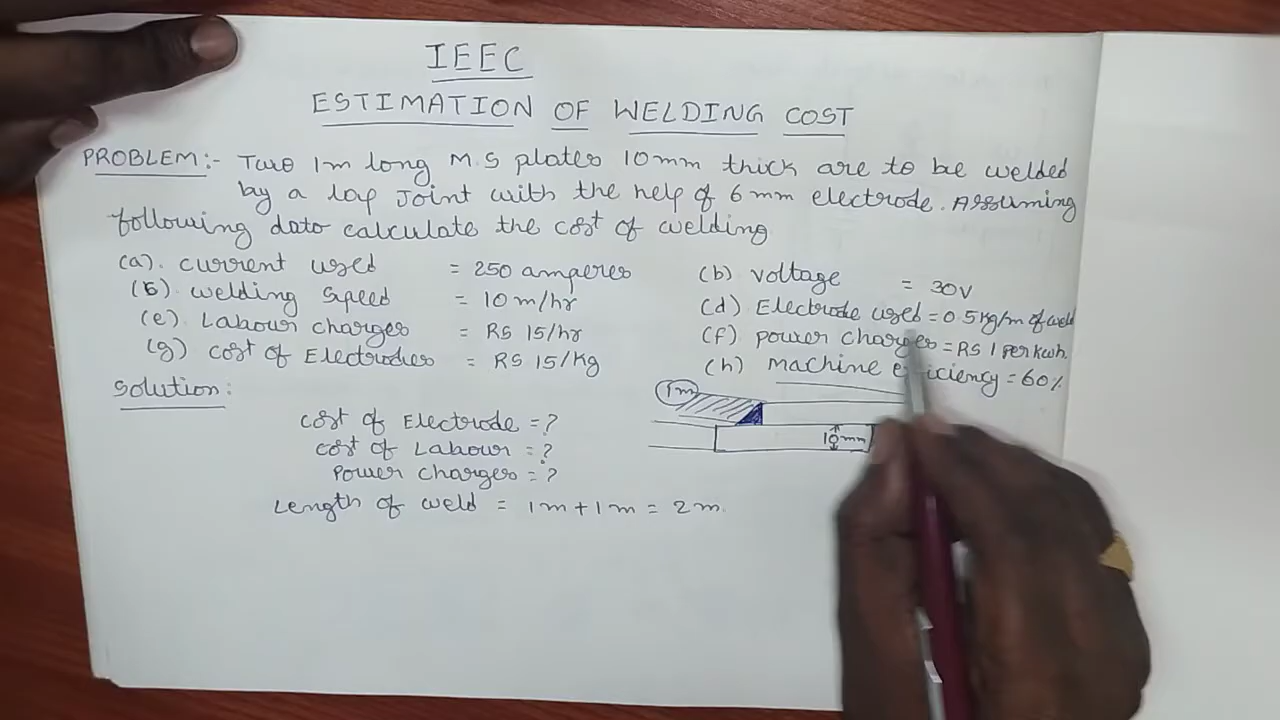 IEEC
ESTIMATION OF WELDING COST
PROBLEM:- Two 1m long M.S plates 10mm thick are to be welded
by a lap Joint with the help of 6mm electrode. Assuming
following data calculate the cost of welding
(a). current used = 250 amperes (b) voltage = 30V
(c). welding speed = 10 m/hr (d) Electrode used = 0.5kg/m of weld
(e). Labour charges = Rs 15/hr (f) power charges = Rs 1 per kwh.
(g) cost of Electrodes = Rs 15/kg (h) machine efficiency = 60%
Solution: 1m
cost of Electrode = ?
cost of Labour = ? 10mm
Power charges = ?
Length of weld = 1m + 1m = 2m.